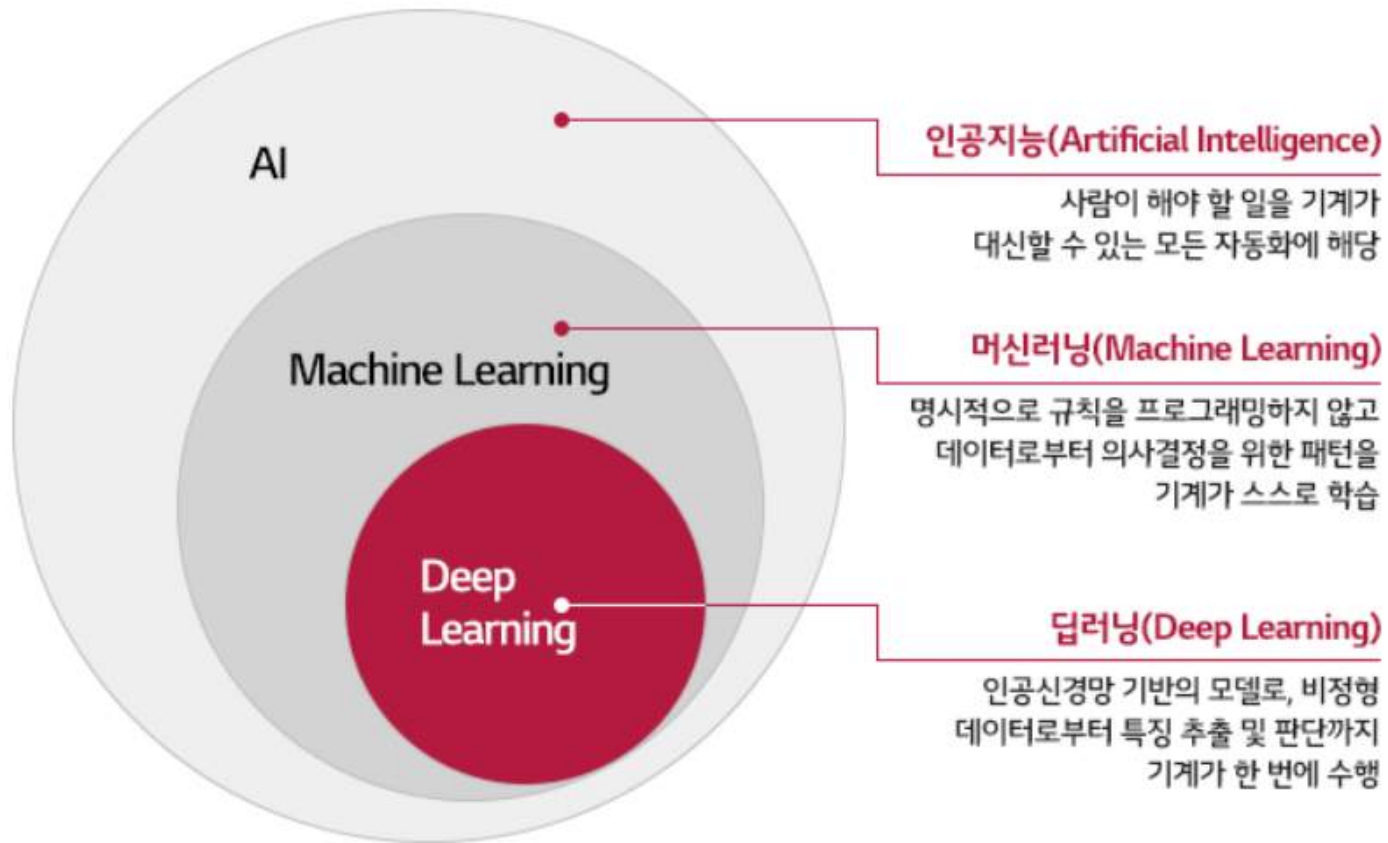 AI
Machine Learning
Deep
Learning
인공지능(Artificial Intelligence)
사람이 해야 할 일을 기계가
대신할 수 있는 모든 자동화에 해당
머신러닝(Machine Learning)
명시적으로 규칙을 프로그래밍하지 않고
데이터로부터 의사결정을 위한 패턴을
기계가 스스로 학습
딥러닝(Deep Learning)
인공신경망 기반의 모델로, 비정형
데이터로부터 특징 추출 및 판단까지
기계가 한 번에 수행